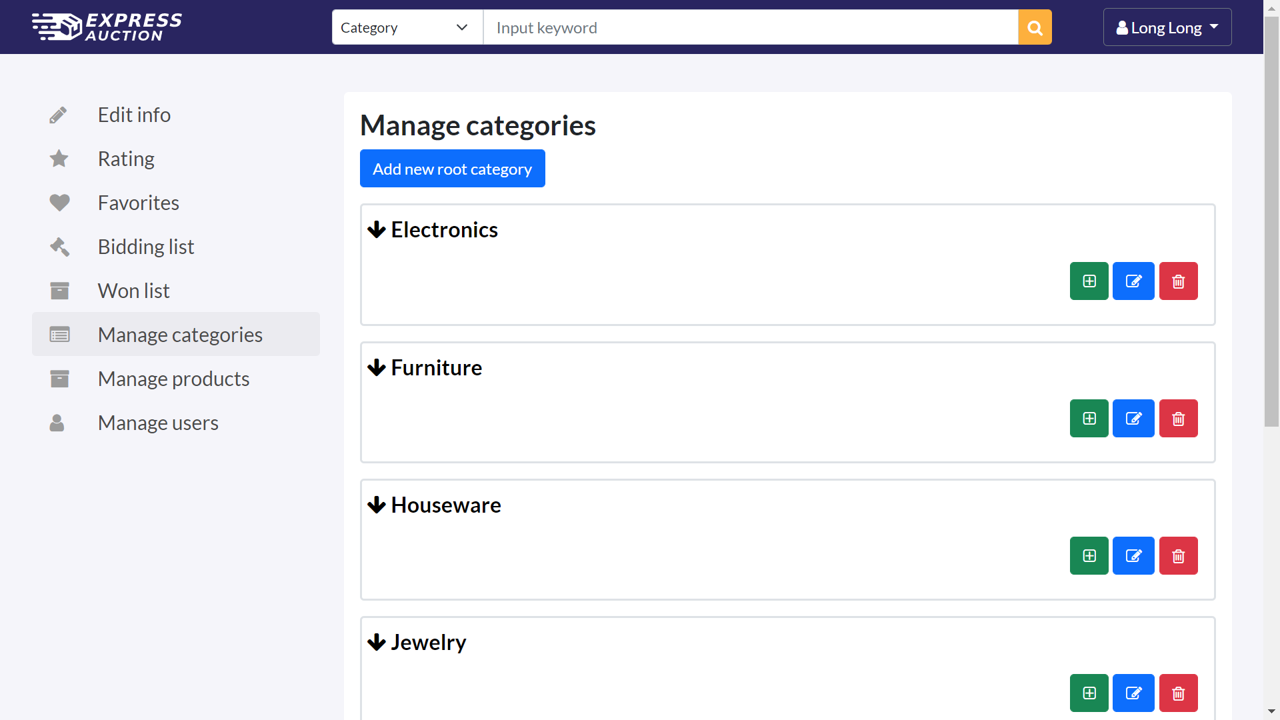 EXPRESS
AUCTION
Category
Input keyword
Long Long
Edit info
Rating
Favorites
Bidding list
Won list
Manage categories
Manage products
Manage users
Manage categories
Add new root category
Electronics
Furniture
Houseware
Jewelry